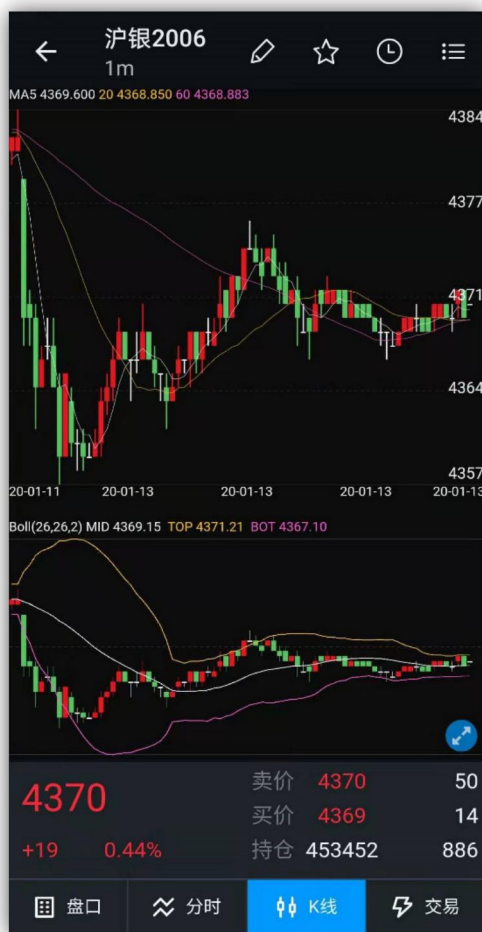 沪银2006
1m
MA5 4369.600 20 4368.850 60 4368.883
4384
4377
4371
4364
4357
20-01-11 20-01-13 20-01-13 20-01-13 20-01-13
Boll(26,26,2) MID 4369.15 TOP 4371.21 BOT 4367.10
4370 卖价 4370 50
买价 4369 14
+19 0.44% 持仓 453452 886
盘口 分时 K线 交易